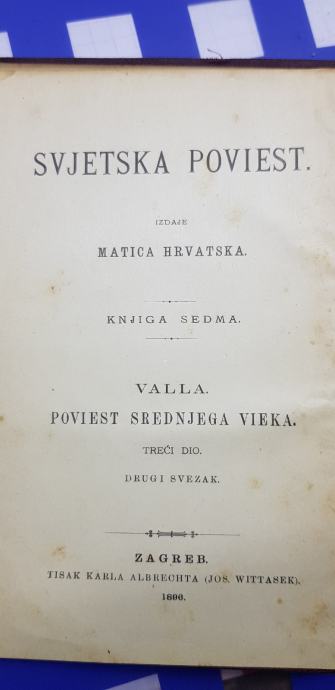 SVJETSKA POVIEST.
IZDAJE
MATICA HRVATSKA.
KNJIGA SEDMA.
VALLA.
POVIEST SREDNJEGA VIEKA.
TREĆI DIO.
DRUGI SVEZAK.
ZAGREB.
TISAK KARLA ALBRECHTA (JOS. WITTASEK).
1896.